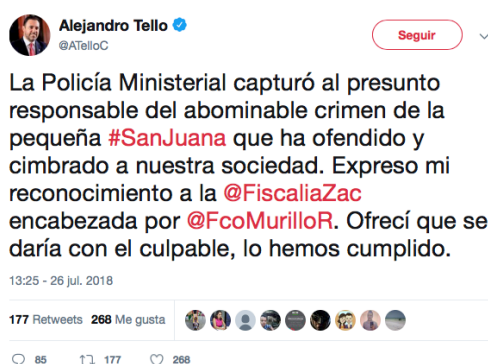 Alejandro Tello
@ATelloC
Seguir
La Policía Ministerial capturó al presunto
responsable del abominable crimen de la
pequeña #SanJuana que ha ofendido y
cimbrado a nuestra sociedad. Expreso mi
reconocimiento a la @FiscaliaZac
encabezada por @FcoMurilloR. Ofrecí que se
daría con el culpable, lo hemos cumplido.
13:25 - 26 jul. 2018
177 Retweets 268 Me gusta
85 177 268